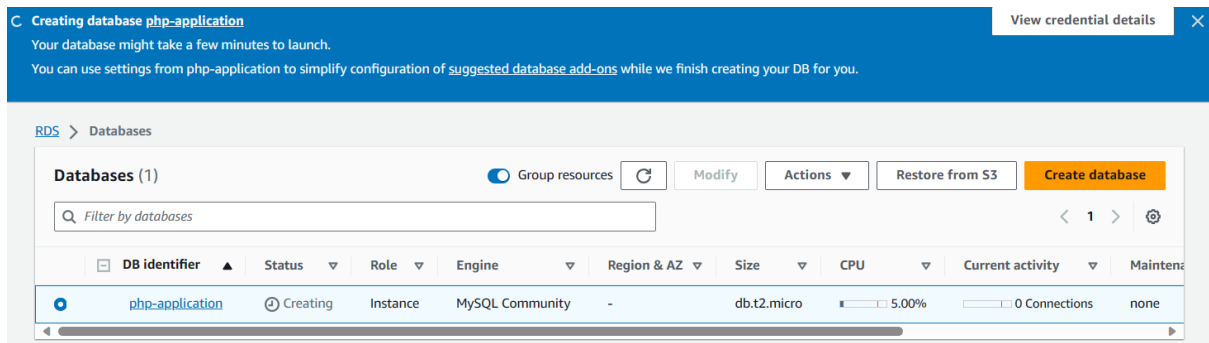 Creating database php-application
View credential details
Your database might take a few minutes to launch.
You can use settings from php-application to simplify configuration of suggested database add-ons while we finish creating your DB for you.
RDS > Databases
Databases (1)
Group resources
Modify
Actions
Restore from S3
Create database
Filter by databases
< 1 >
DB identifier Status Role Engine Region & AZ Size CPU Current activity Maintena
php-application Creating Instance MySQL Community - db.t2.micro 5.00% 0 Connections none